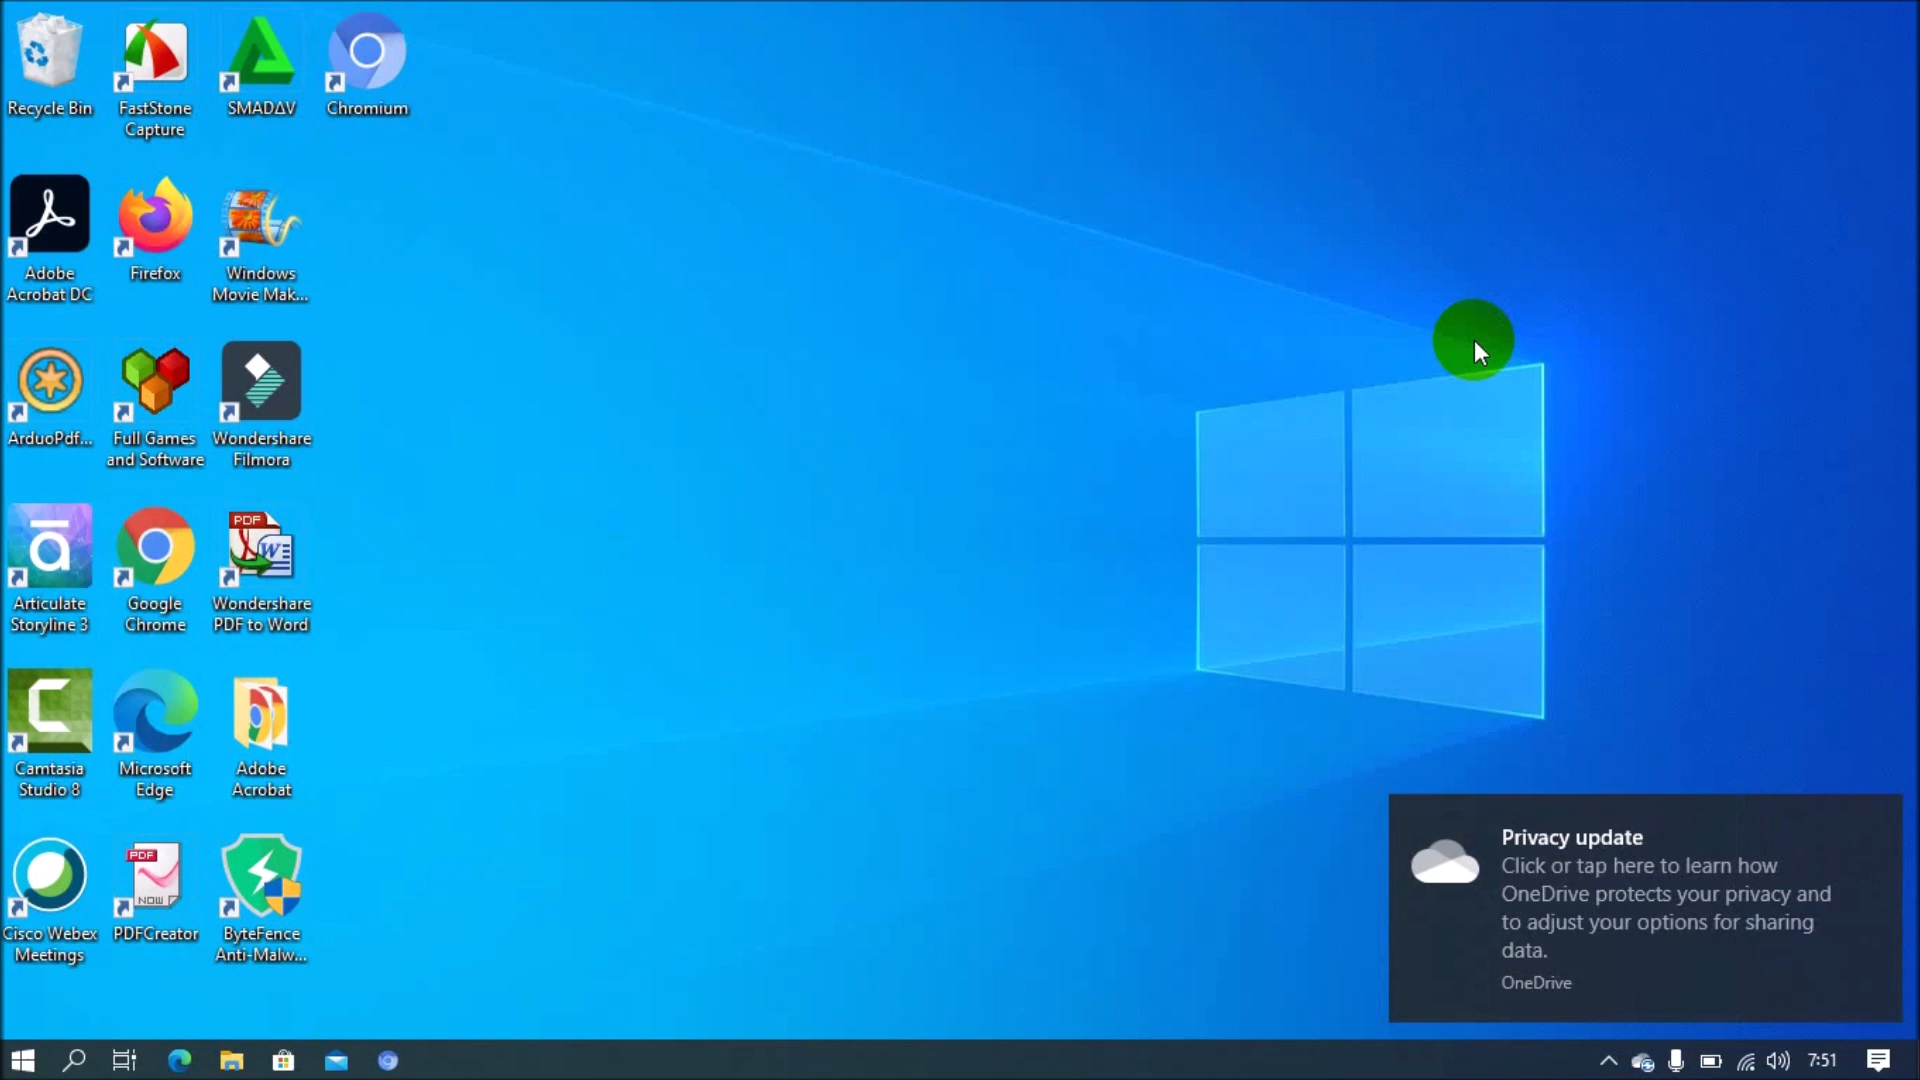 Recycle Bin
FastStone
Capture
SMADΔV
Chromium
Adobe
Acrobat DC
Firefox
Windows
Movie Mak...
ArduoPdf...
Full Games
and Software
Wondershare
Filmora
Articulate
Storyline 3
Google
Chrome
PDF
W
Wondershare
PDF to Word
Camtasia
Studio 8
Microsoft
Edge
Adobe
Acrobat
Cisco Webex
Meetings
PDF
NOW
PDFCreator
ByteFence
Anti-Malw...
Privacy update
Click or tap here to learn how
OneDrive protects your privacy and
to adjust your options for sharing
data.
OneDrive
7:51